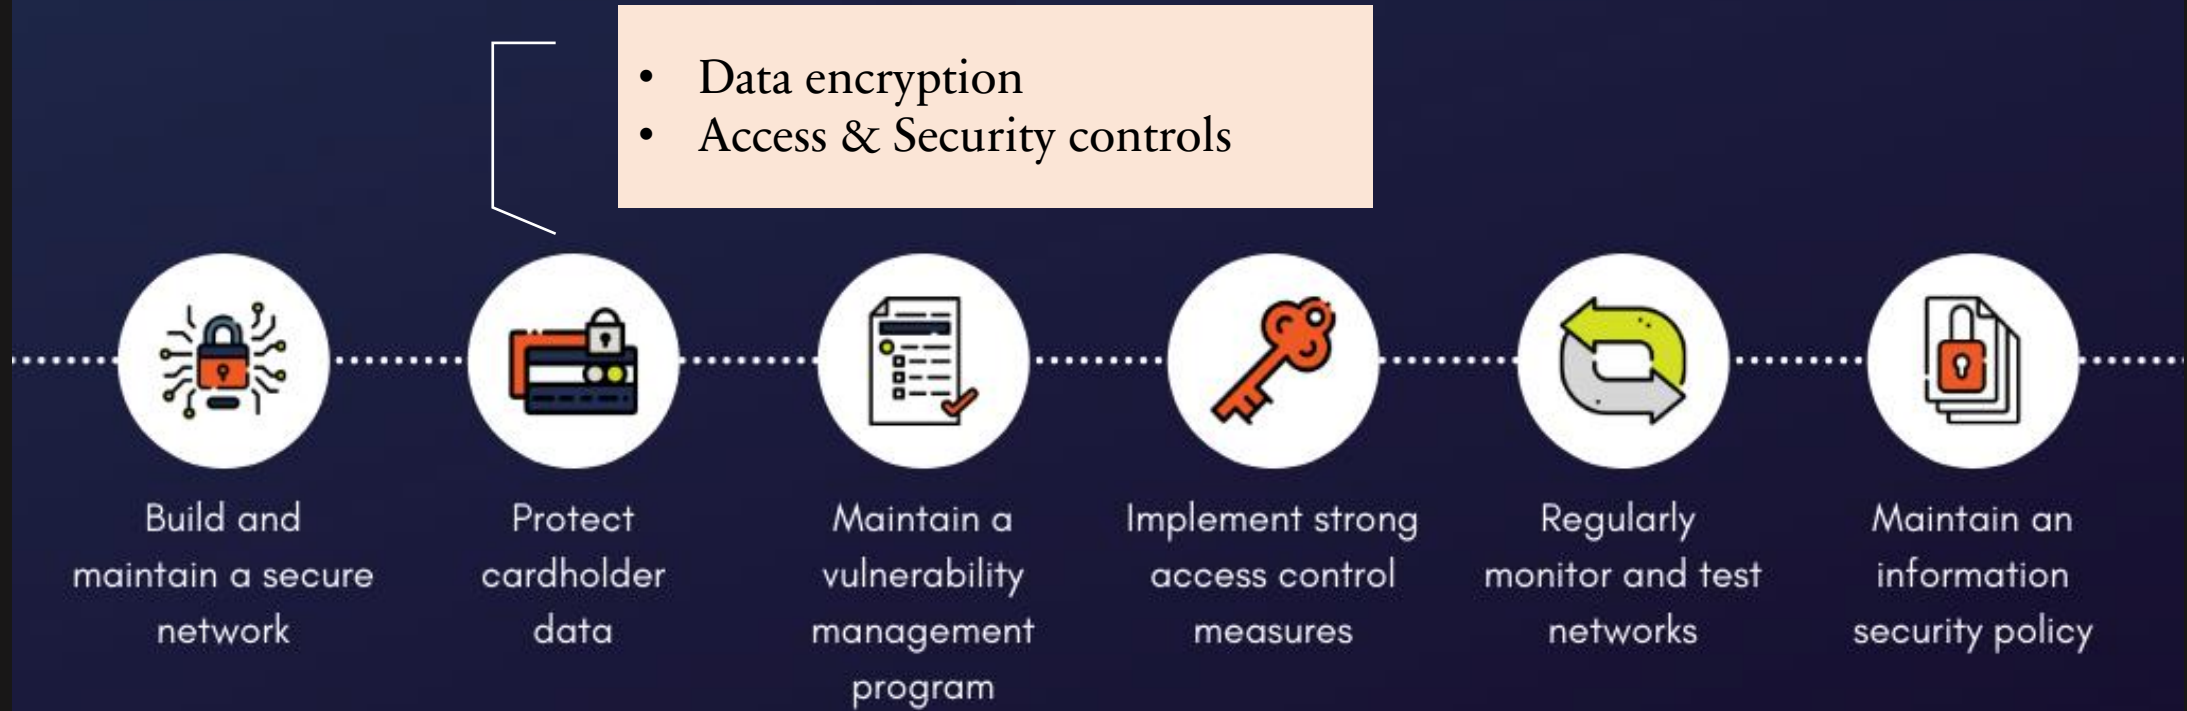 • Data encryption
• Access & Security controls
Build and
maintain a secure
network
Protect
cardholder
data
Maintain a
vulnerability
management
program
Implement strong
access control
measures
Regularly
monitor and test
networks
Maintain an
information
security policy